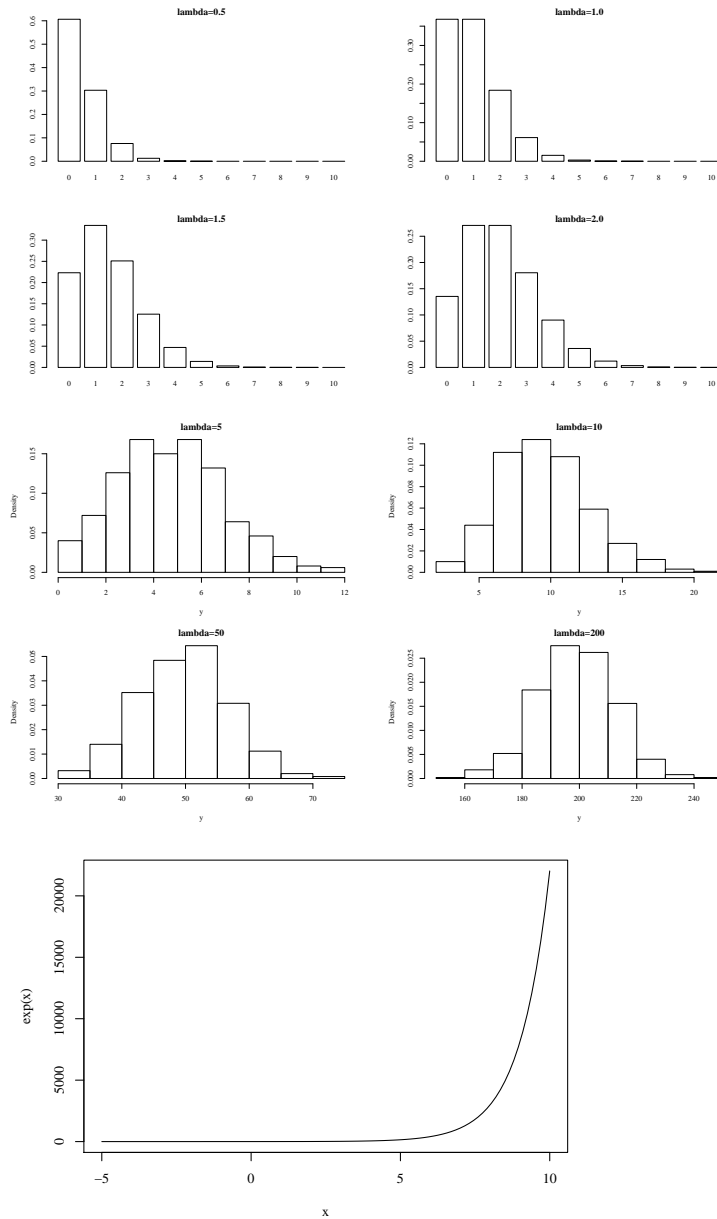 lambda=0.5
0.0 0.1 0.2 0.3 0.4 0.5 0.6
0 1 2 3 4 5 6 7 8 9 10
lambda=1.0
0.00 0.10 0.20 0.30
0 1 2 3 4 5 6 7 8 9 10
lambda=1.5
0.00 0.05 0.10 0.15 0.20 0.25 0.30
0 1 2 3 4 5 6 7 8 9 10
lambda=2.0
0.00 0.05 0.10 0.15 0.20 0.25
0 1 2 3 4 5 6 7 8 9 10
lambda=5
Density
0.00 0.05 0.10 0.15
0 2 4 6 8 10 12
y
lambda=10
Density
0.00 0.02 0.04 0.06 0.08 0.10 0.12
5 10 15 20
y
lambda=50
Density
0.00 0.01 0.02 0.03 0.04 0.05
30 40 50 60 70
y
lambda=200
Density
0.000 0.005 0.010 0.015 0.020 0.025
160 180 200 220 240
y
exp(x)
0 5000 10000 15000 20000
−5 0 5 10
x